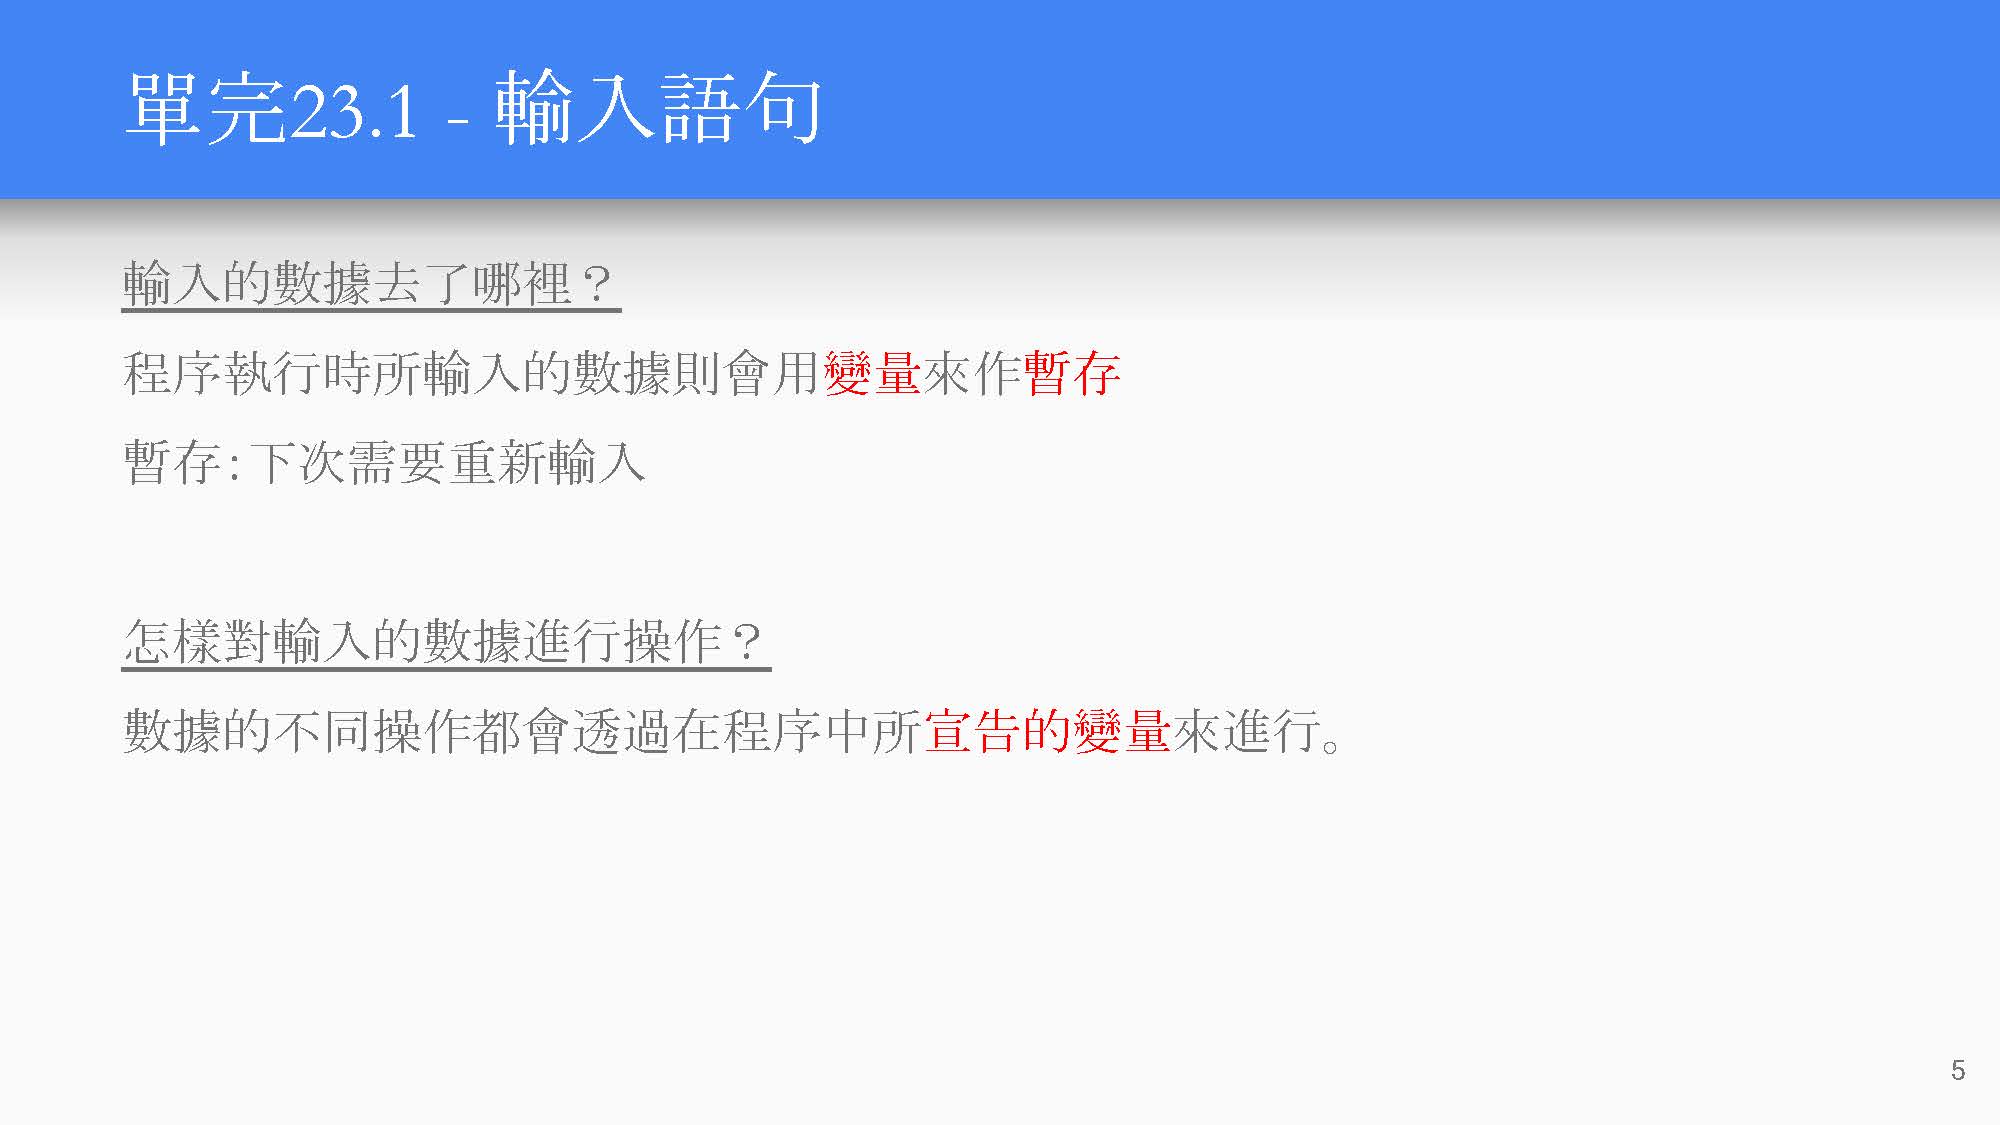 單完23.1 - 輸入語句
輸入的數據去了哪裡？
程序執行時所輸入的數據則會用變量來作暫存
暫存：下次需要重新輸入
怎樣對輸入的數據進行操作？
數據的不同操作都會透過在程序中所宣告的變量來進行。
5